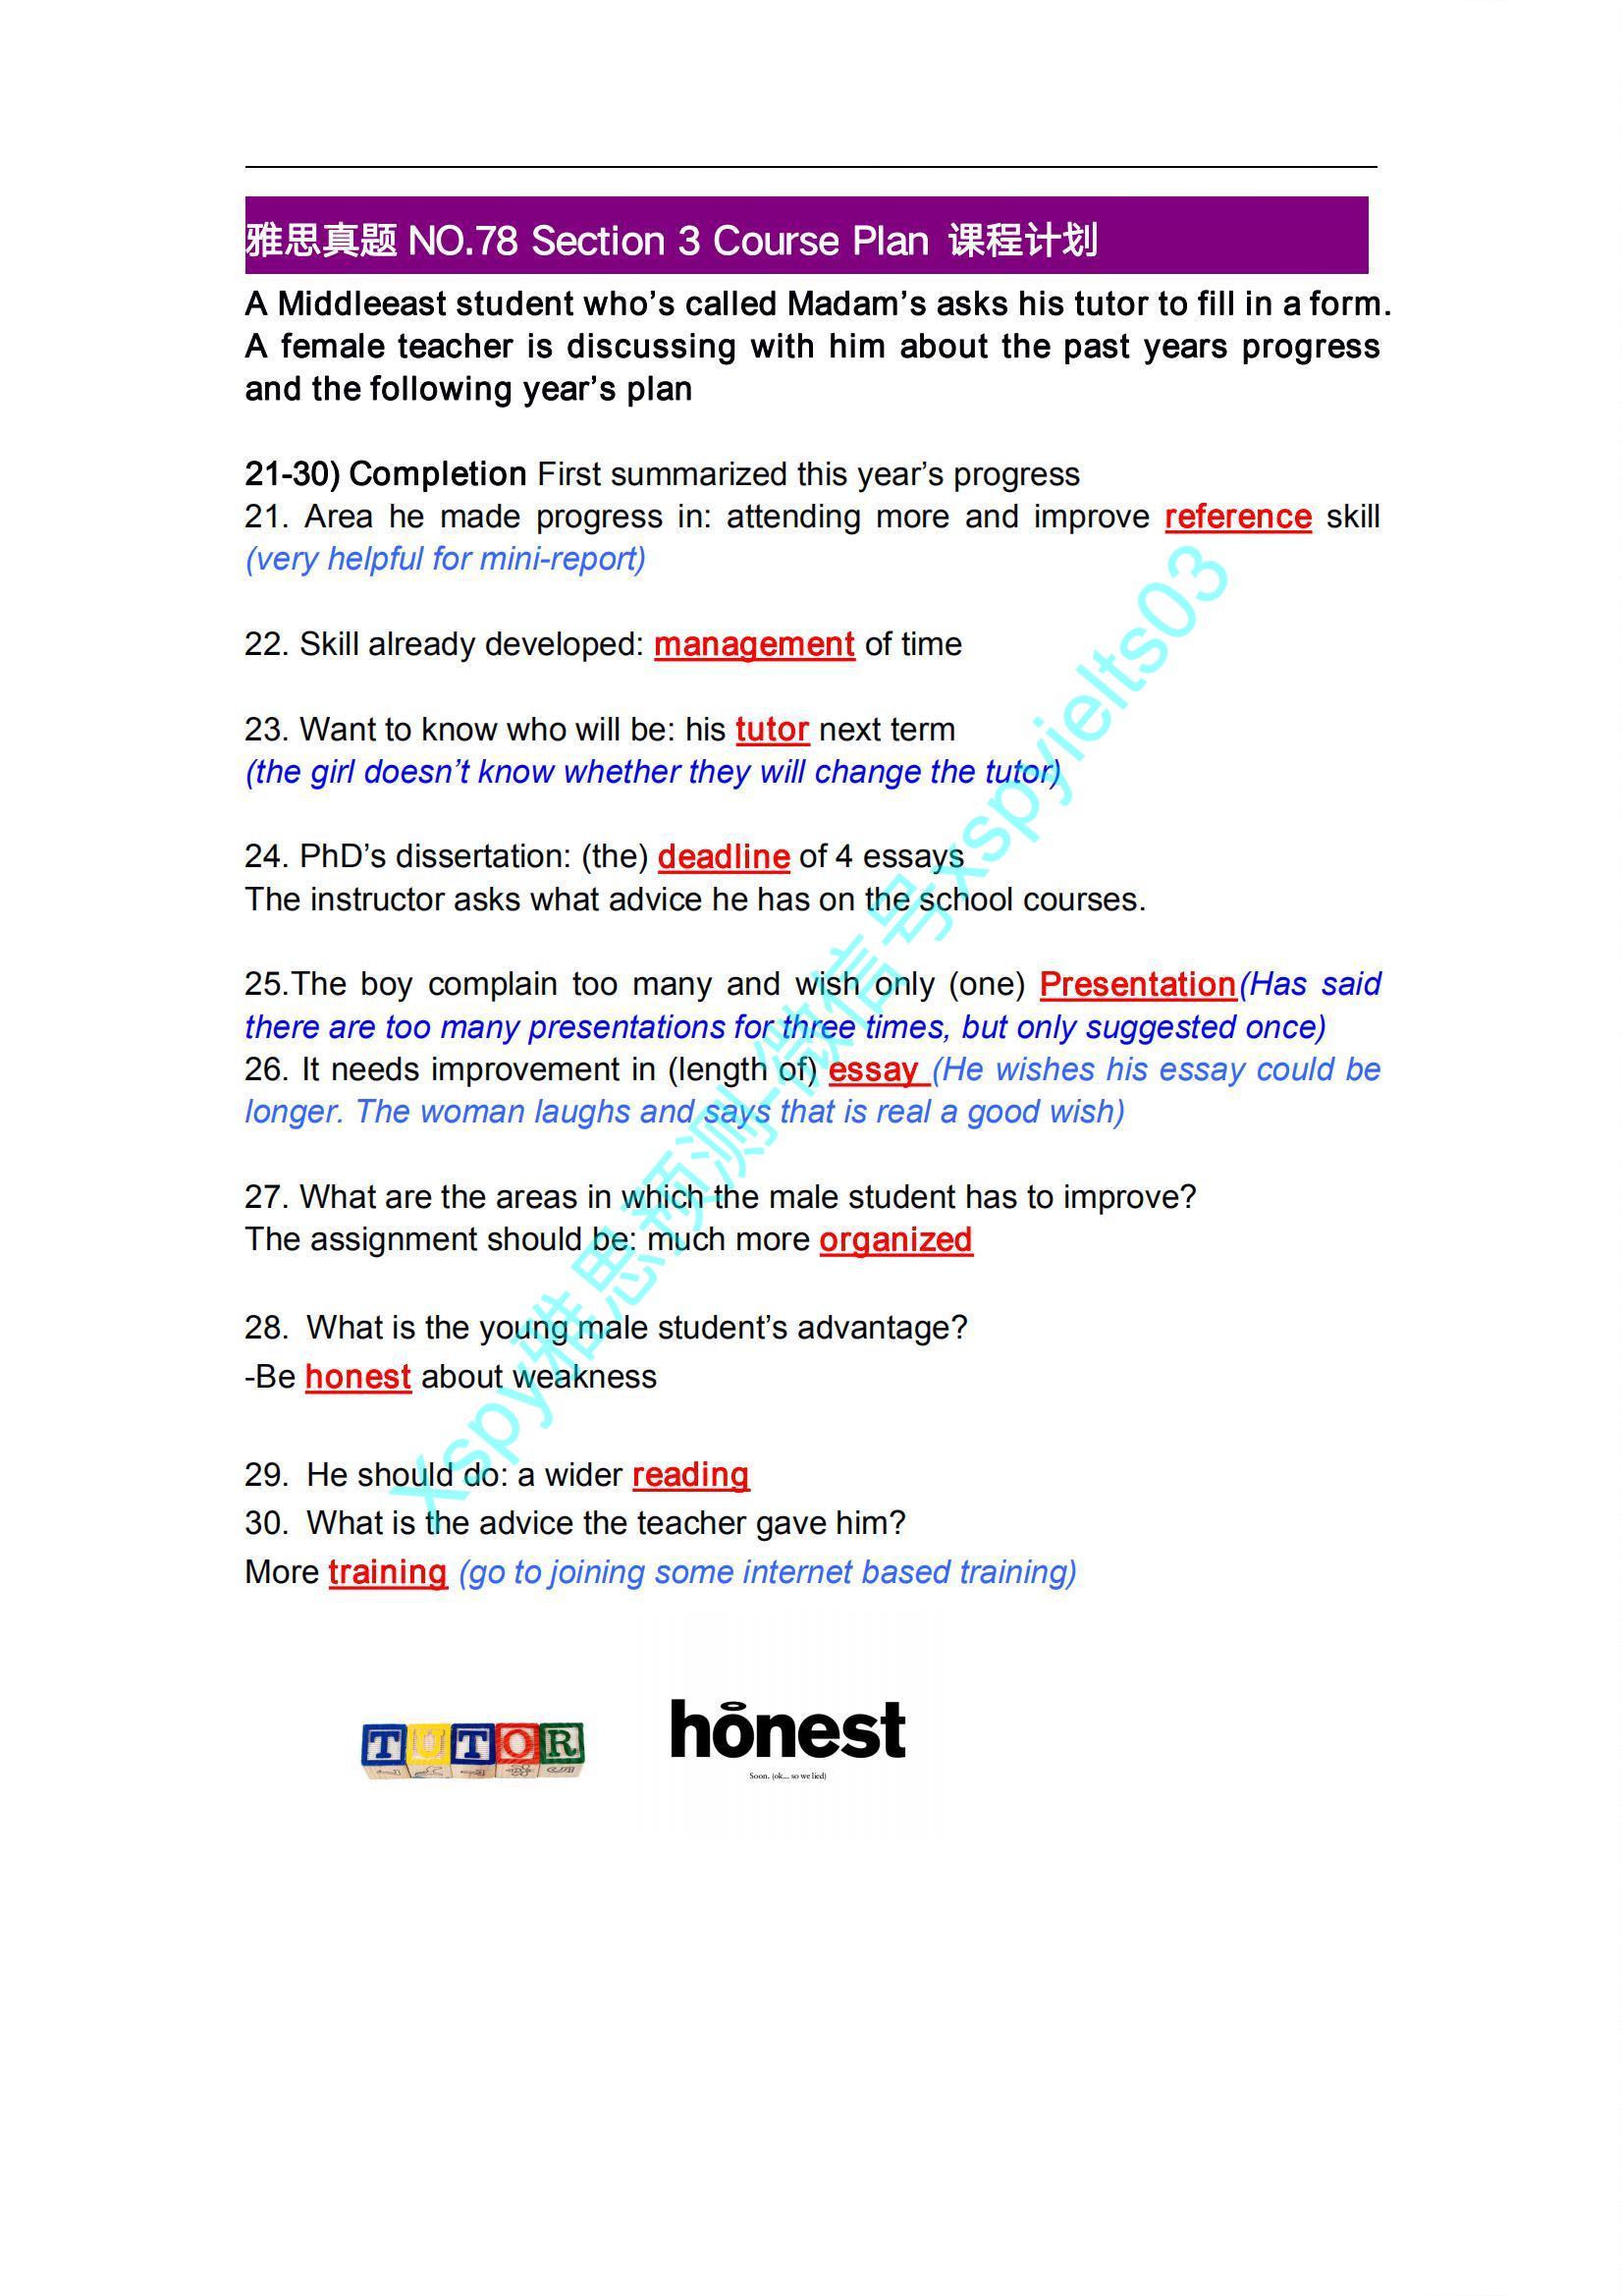 雅思真题 NO.78 Section 3 Course Plan 课程计划
A Middleeast student who’s called Madam’s asks his tutor to fill in a form.
A female teacher is discussing with him about the past years progress
and the following year’s plan
21-30) Completion First summarized this year’s progress
21. Area he made progress in: attending more and improve reference skill
(very helpful for mini-report)
22. Skill already developed: management of time
23. Want to know who will be: his tutor next term
(the girl doesn’t know whether they will change the tutor)
24. PhD’s dissertation: (the) deadline of 4 essays
The instructor asks what advice he has on the school courses.
25.The boy complain too many and wish only (one) Presentation(Has said
there are too many presentations for three times, but only suggested once)
26. It needs improvement in (length of) essay (He wishes his essay could be
longer. The woman laughs and says that is real a good wish)
27. What are the areas in which the male student has to improve?
The assignment should be: much more organized
28. What is the young male student’s advantage?
-Be honest about weakness
29. He should do: a wider reading
30. What is the advice the teacher gave him?
More training (go to joining some internet based training)
Xspy雅思预测-微信号xspyielts03
TUTOR
honest
Soon. (ok... so we lied)